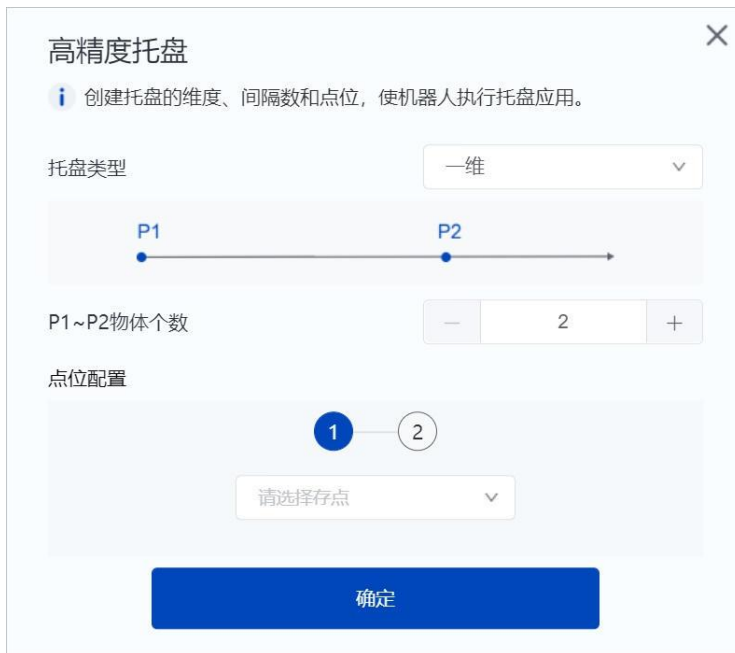 高精度托盘
i 创建托盘的维度、间隔数和点位，使机器人执行托盘应用。
托盘类型 一维
P1 P2
P1~P2物体个数 — 2 +
点位配置
1 2
请选择存点
确定